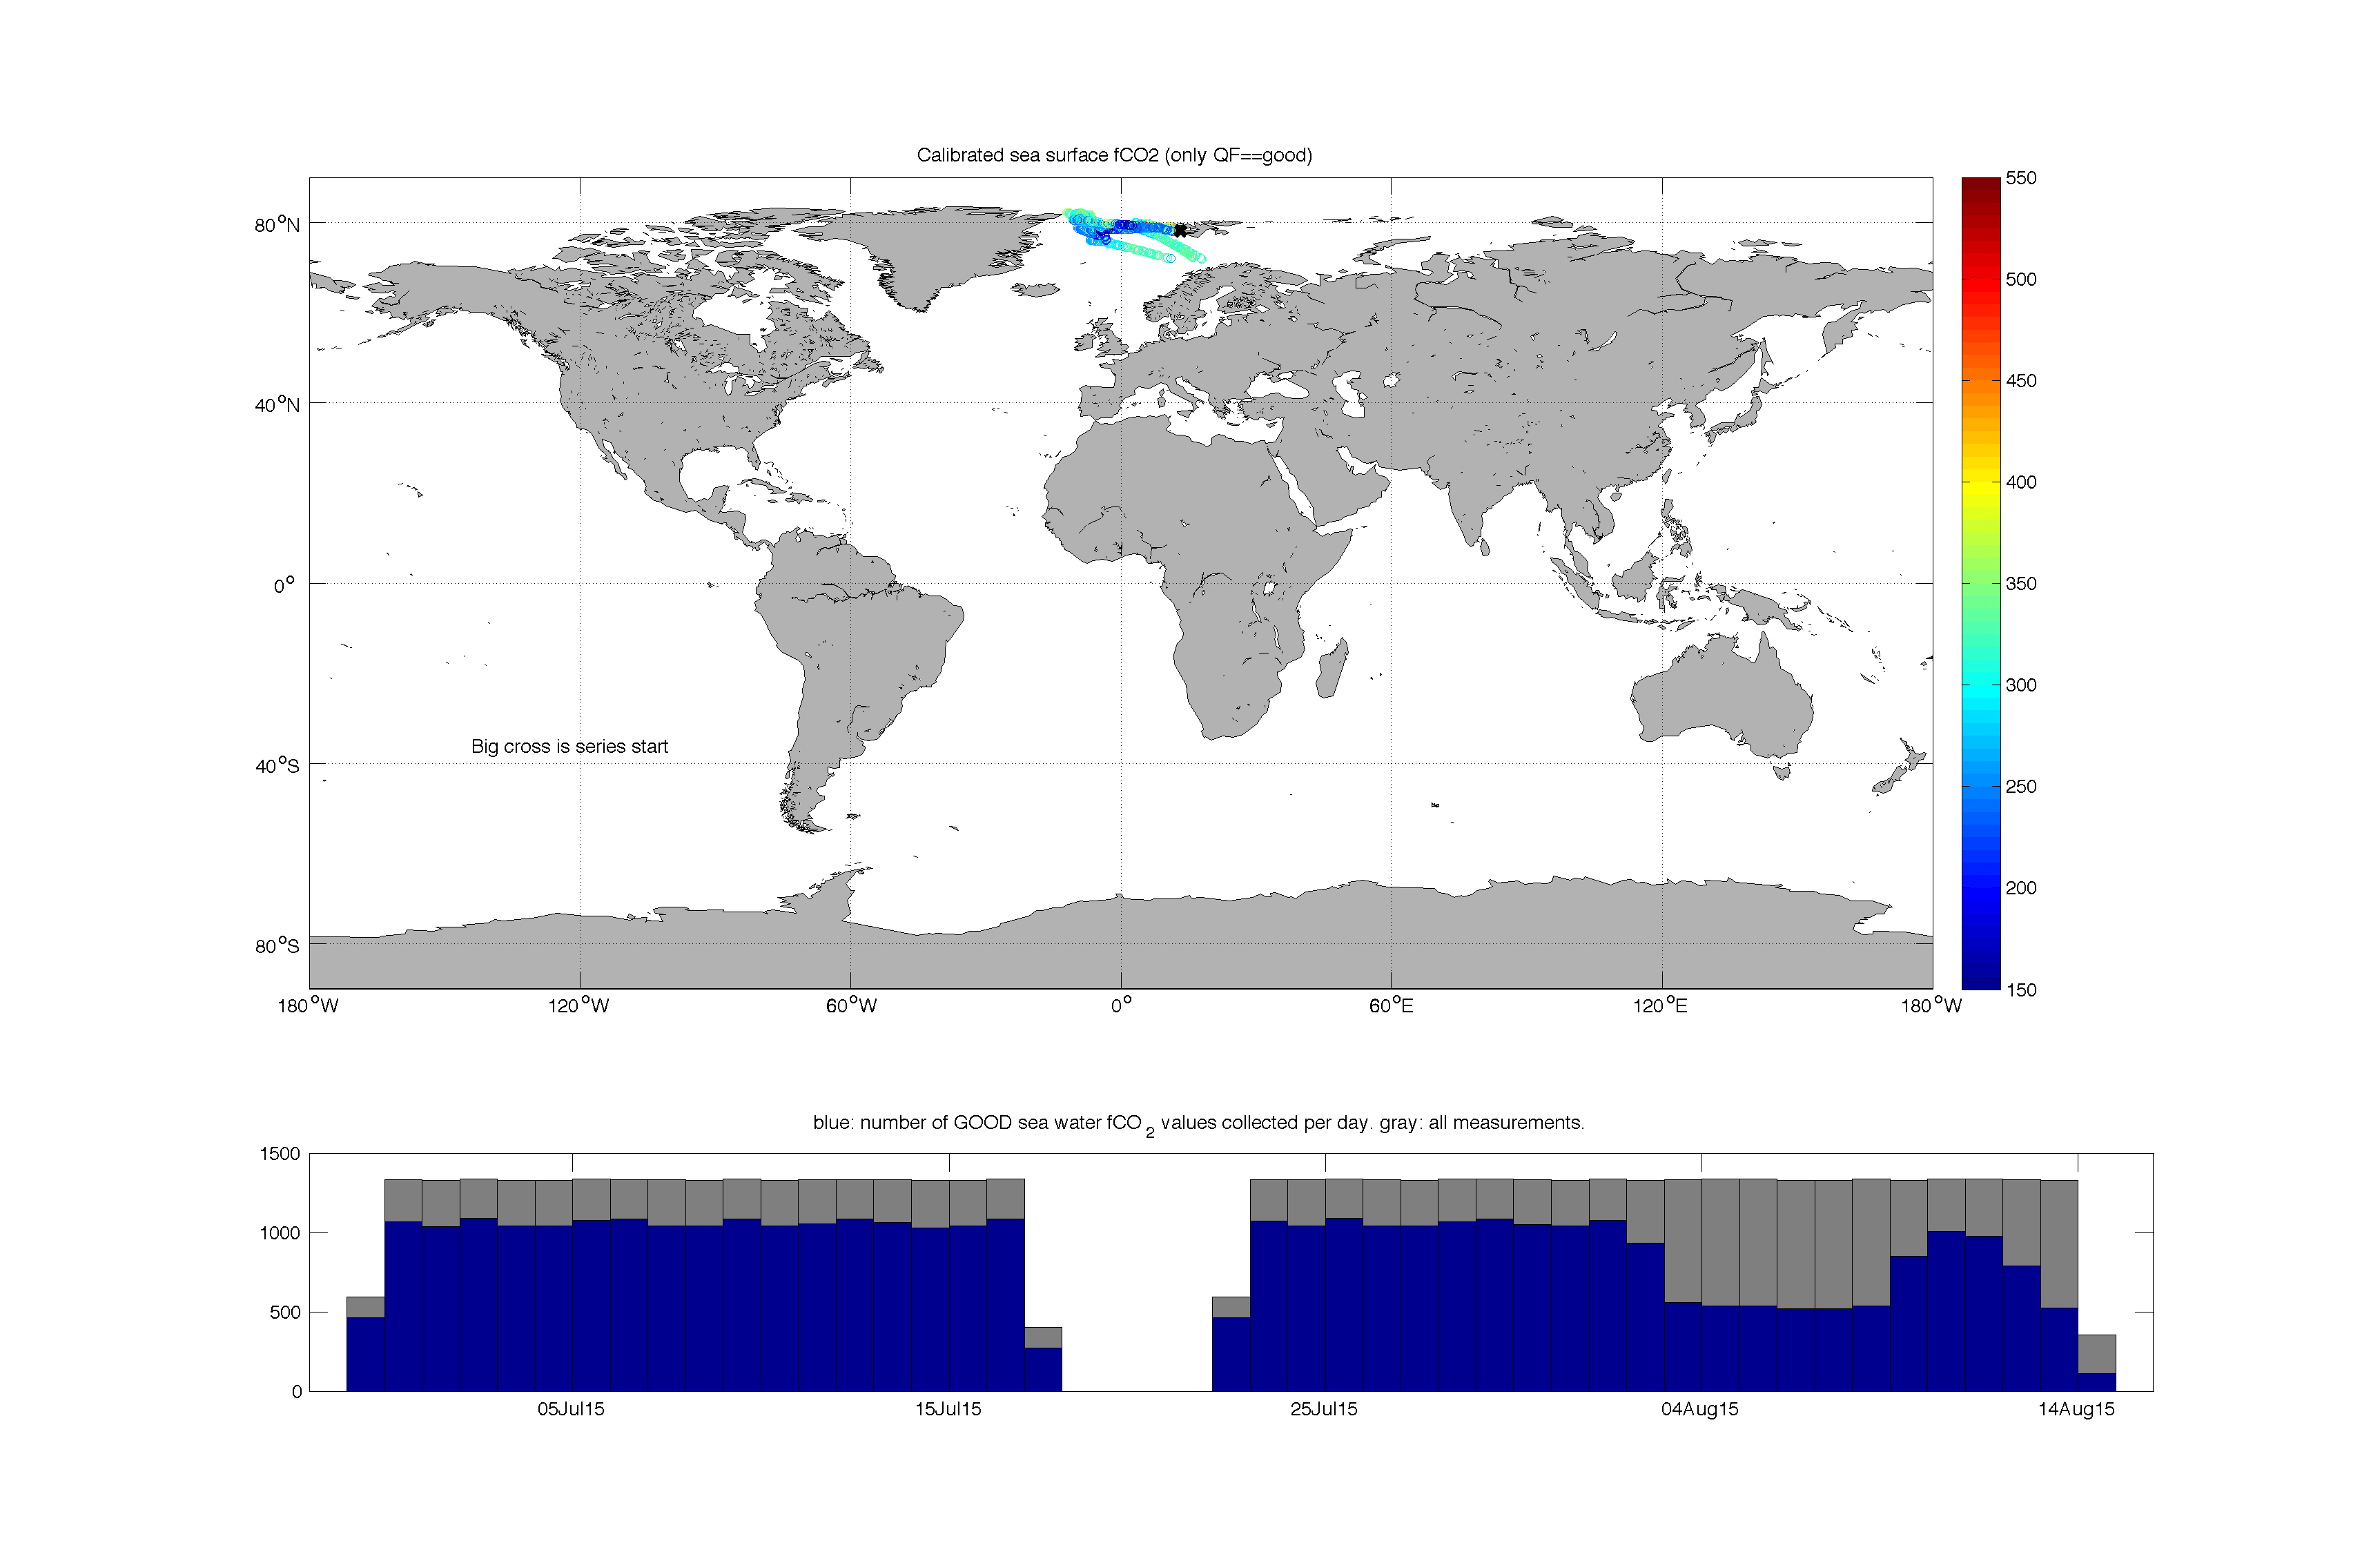 Calibrated sea surface fCO2 (only QF==good)
80°N
40°N
0°
40°S
80°S
Big cross is series start
180°W 120°W 60°W 0° 60°E 120°E 180°W
550
500
450
400
350
300
250
200
150
blue: number of GOOD sea water fCO₂ values collected per day. gray: all measurements.
1500
1000
500
0
05Jul15 15Jul15 25Jul15 04Aug15 14Aug15